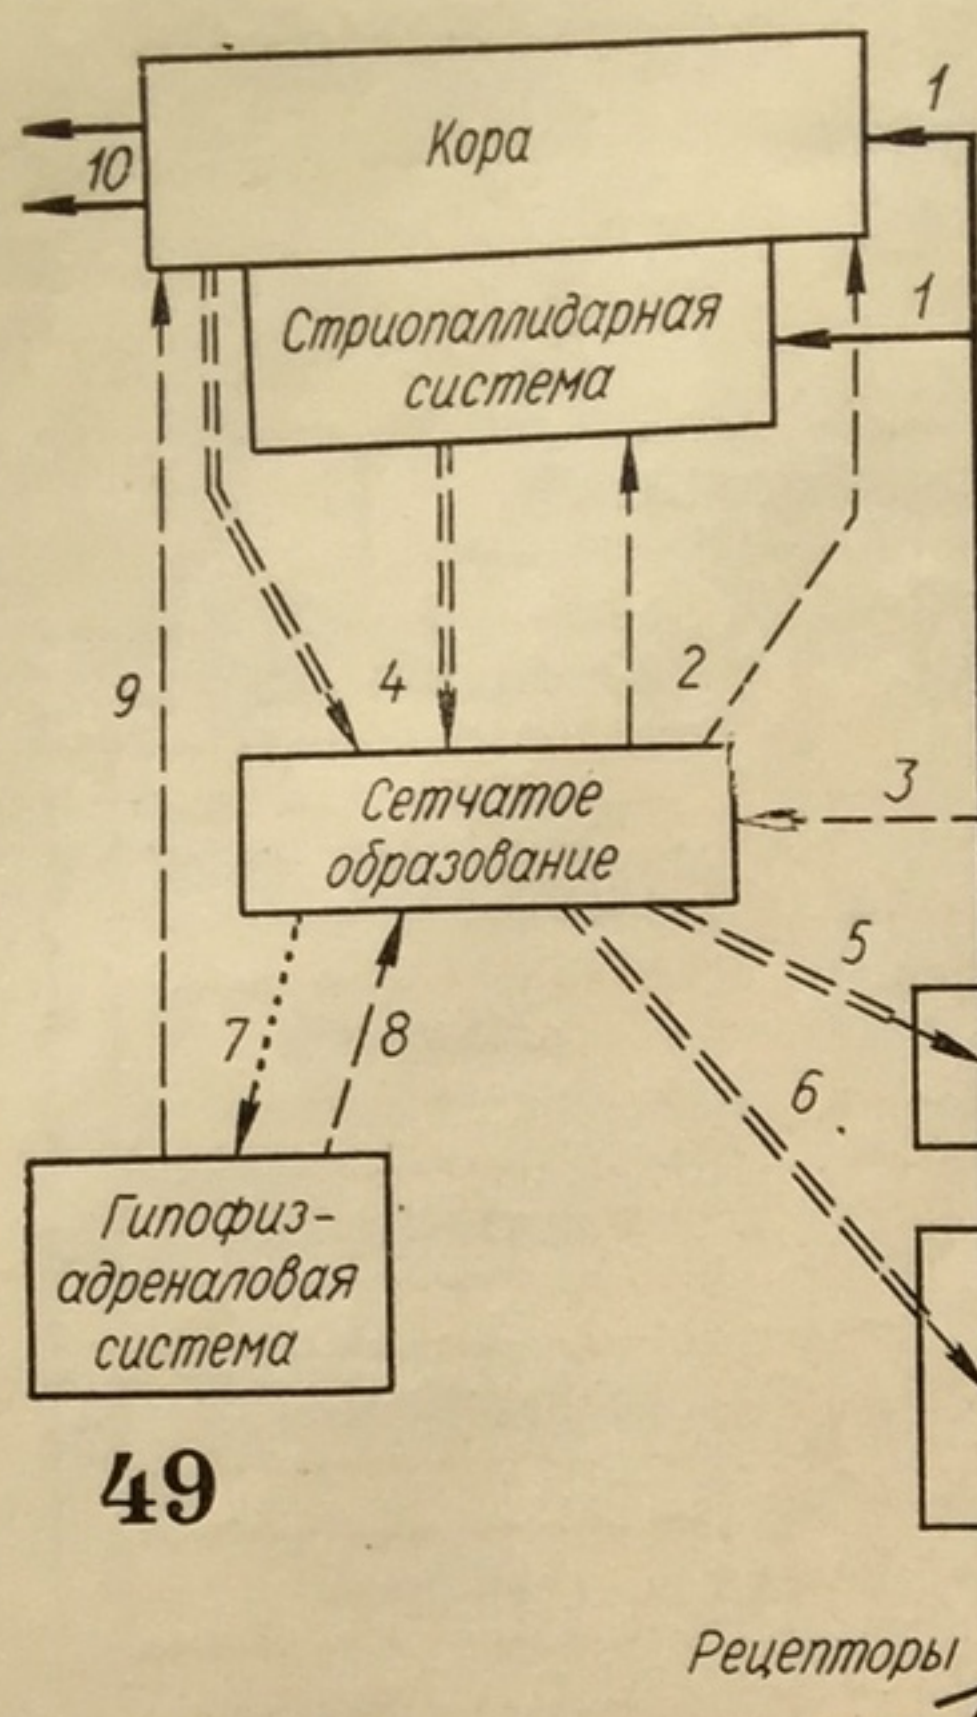 1
Кора
10
1
Стриопаллидарная
система
4
2
9
3
Сетчатое
образование
5
7
8
6
Гипофиз-
адреналовая
система
49
Рецепторы